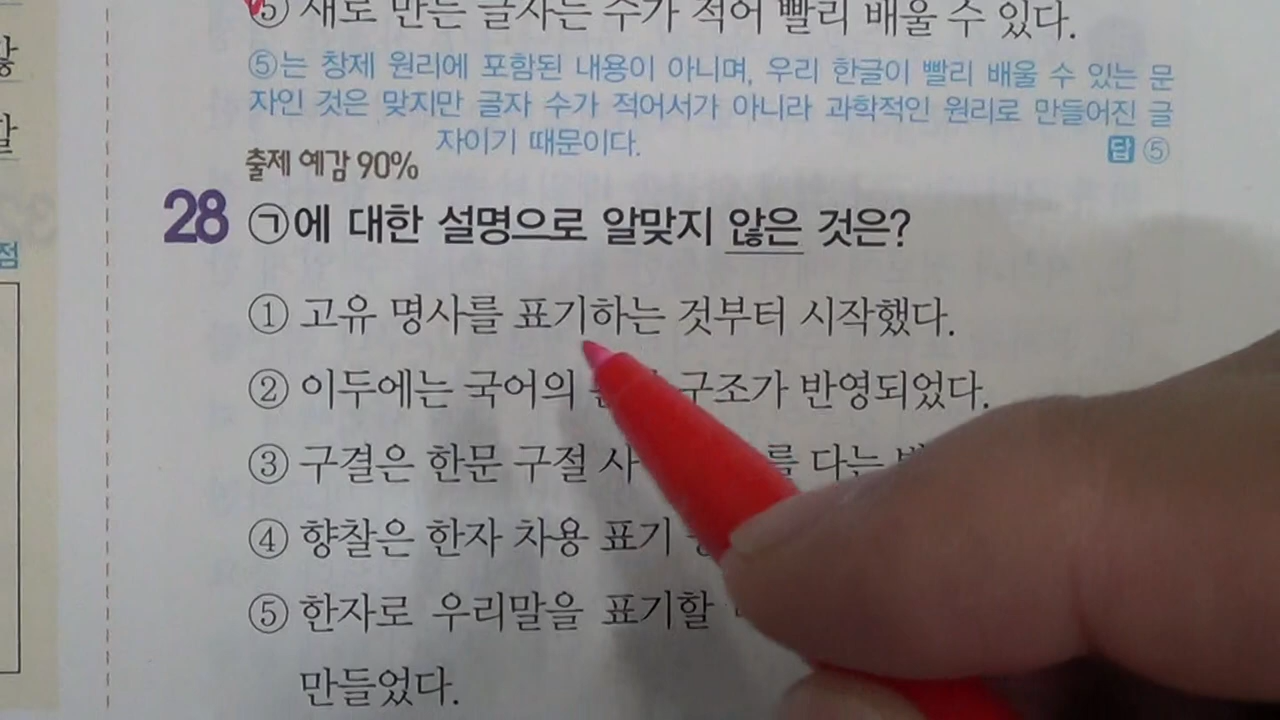 ⑤ 새로 만든 글자는 수가 적어 빨리 배울 수 있다.
⑤는 창제 원리에 포함된 내용이 아니며, 우리 한글이 빨리 배울 수 있는 문
자인 것은 맞지만 글자 수가 적어서가 아니라 과학적인 원리로 만들어진 글
자이기 때문이다.
답 ⑤
출제 예감 90%
28 ㉠에 대한 설명으로 알맞지 않은 것은?
① 고유 명사를 표기하는 것부터 시작했다.
② 이두에는 국어의 구조가 반영되었다.
③ 구결은 한문 구절 사 를 다는
④ 향찰은 한자 차용 표기
⑤ 한자로 우리말을 표기할
만들었다.
점